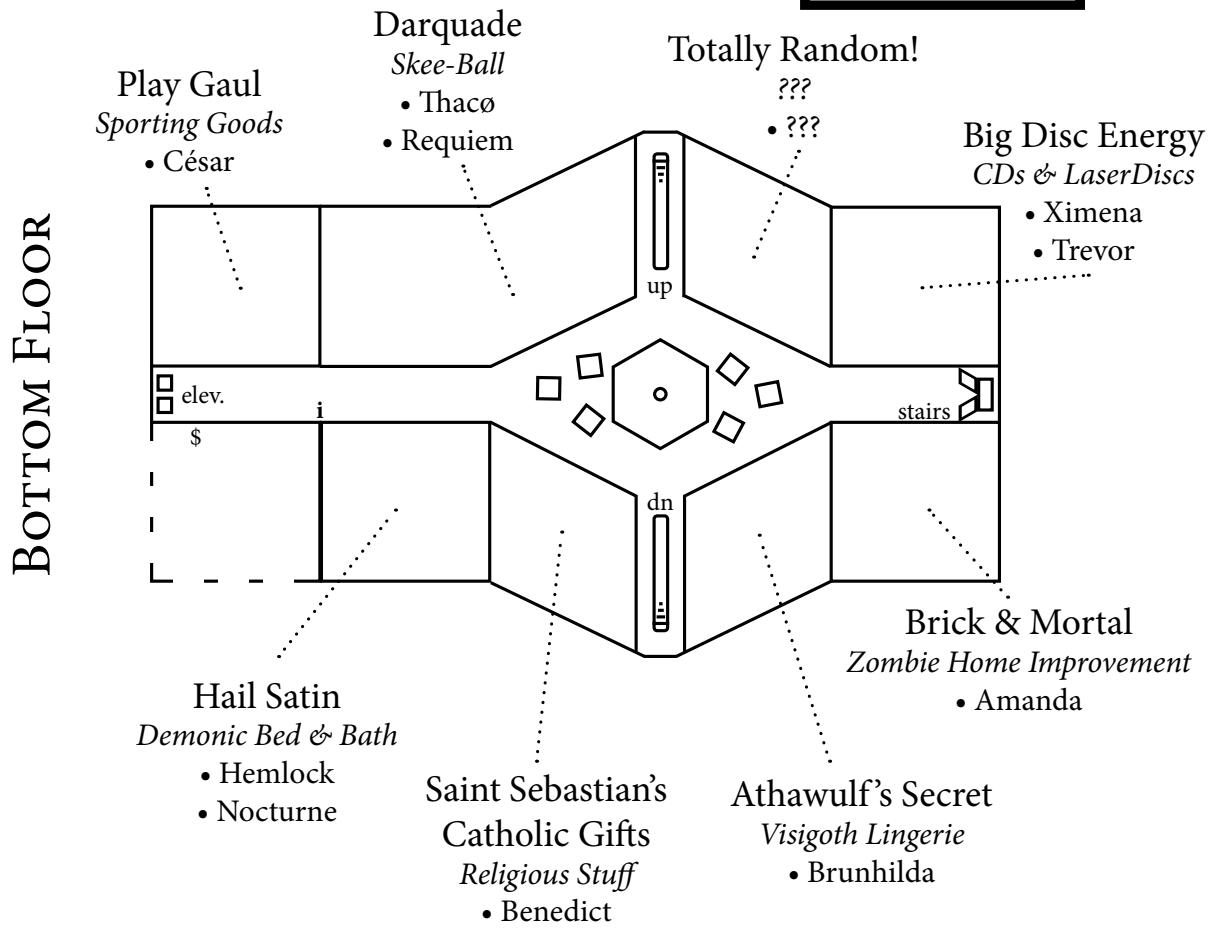 Darquade
Skee-Ball
• Thacø
• Requiem
Totally Random!
???
• ???
Play Gaul
Sporting Goods
• César
Big Disc Energy
CDs & LaserDiscs
• Ximena
• Trevor
BOTTOM FLOOR
up
elev.
i
stairs
$
dn
Brick & Mortal
Zombie Home Improvement
• Amanda
Hail Satin
Demonic Bed & Bath
• Hemlock
• Nocturne
Saint Sebastian’s
Catholic Gifts
Religious Stuff
• Benedict
Athawulf’s Secret
Visigoth Lingerie
• Brunhilda